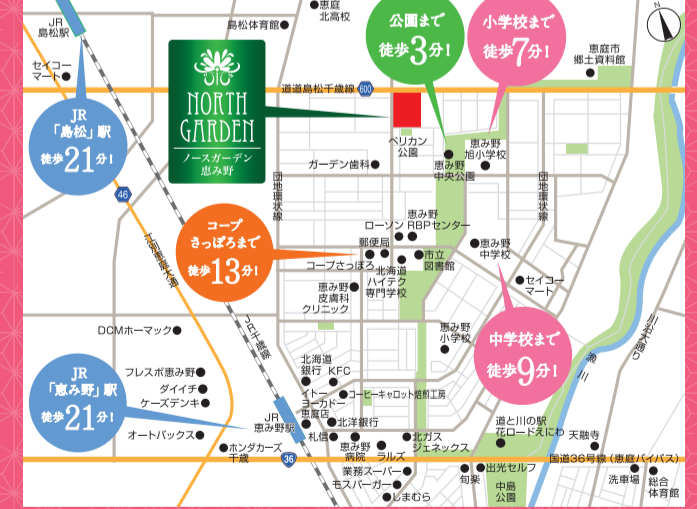 JR
島松駅
島松体育館
恵庭
北高校
公園まで
徒歩3分!
小学校まで
徒歩7分!
N
恵庭市
郷土資料館
セイコー
マート
道道島松千歳線
600
NORTH
GARDEN
ノースガーデン
恵み野
JR
「島松」駅
徒歩21分!
ペリカン
公園
恵み野
中央公園
恵み野
旭小学校
ガーデン歯科
団地環状線
団地環状線
46
江別恵庭大通
コープ
さっぽろまで
徒歩13分!
恵み野
ローソン
RBPセンター
郵便局
コープさっぽろ
北海道
ハイテク
専門学校
市立
図書館
恵み野
中学校
セイコー
マート
恵み野
皮膚科
クリニック
恵み野
小学校
中学校まで
徒歩9分!
漁川
川沿大通り
JR千歳線
DCMホーマック
フレスポ恵み野
ダイイチ
ケーズデンキ
オートバックス
ホンダカーズ
千歳
JR
「恵み野」駅
徒歩21分!
JR
恵み野駅
36
北海道
銀行
KFC
イトー
ヨーカドー
恵庭店
コーヒーキャロット焙煎工房
北洋銀行
札信
恵み野
病院
ラルズ
北ガス
ジェネックス
業務スーパー
モスバーガー
しまむら
旬楽
出光セルフ
道と川の駅
花ロードえにわ
中島
公園
天融寺
国道36号線（恵庭バイパス）
洗車場
総合
体育館